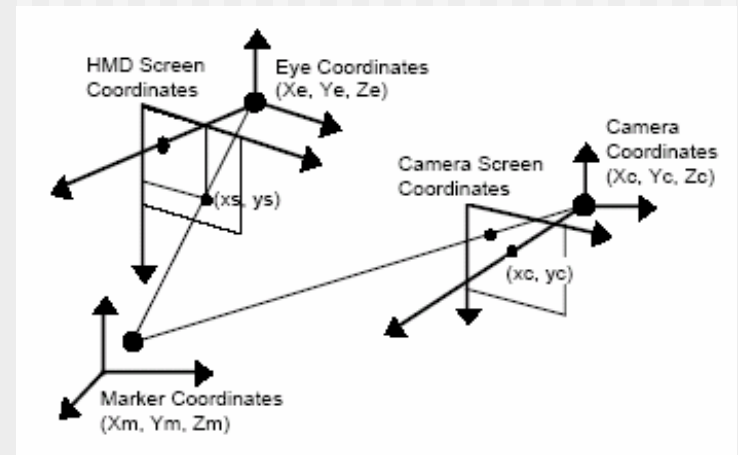 HMD Screen
Coordinates
Eye Coordinates
(Xe, Ye, Ze)
Camera
Coordinates
(Xc, Yc, Zc)
Camera Screen
Coordinates
(xs, ys)
(xc, yc)
Marker Coordinates
(Xm, Ym, Zm)